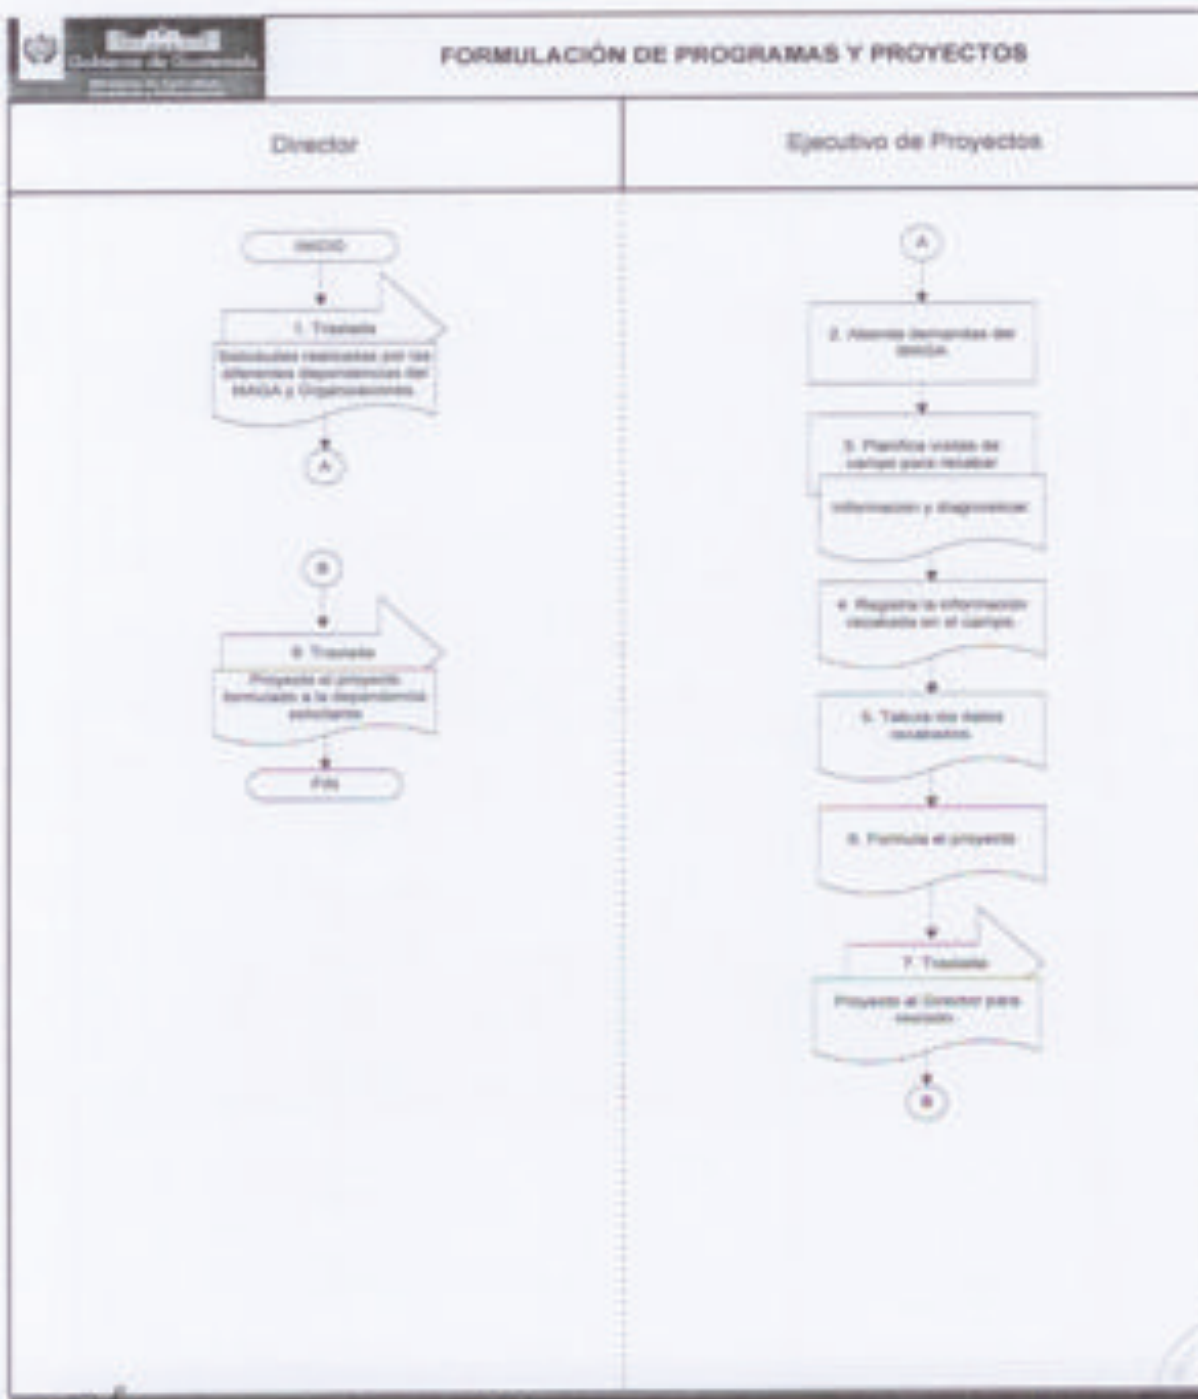 Gobierno de Guatemala
FORMULACIÓN DE PROGRAMAS Y PROYECTOS
Director
Ejecutivo de Proyectos
INICIO
1. Traslada
Solicitudes realizadas por las
diferentes dependencias del
MAGA y Organizaciones
A
B
Traslada
Proyecto el proyecto
formulado a la dependencia
solicitante
FIN
A
2. Atiende demandas del
MAGA
3. Planifica visitas de
campo para recabar
información y diagnosticar
4. Registra la información
recabada en el campo.
5. Tabula los datos
recabados
6. Formula el proyecto
7. Traslada
Proyecto al Director para
revisión
B